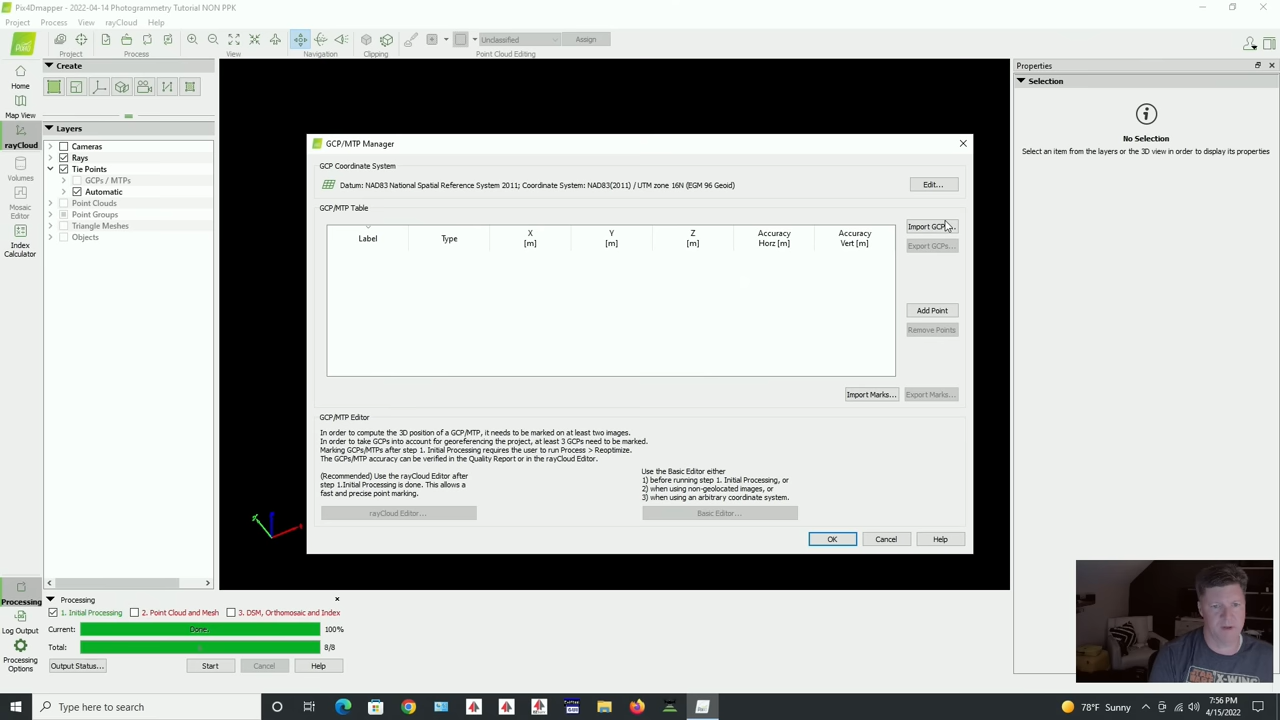 Pix4Dmapper - 2022-04-14 Photogrammetry Tutorial NON PPK
Project Process View rayCloud Help
Unclassified Assign
Project Process View Navigation Clipping Point Cloud Editing
Home
Map View
rayCloud
Volumes
Mosaic
Editor
Index
Calculator
Processing
Log Output
Processing
Options
Create
Layers
Cameras
Rays
Tie Points
GCPs / MTPs
Automatic
Point Clouds
Point Groups
Triangle Meshes
Objects
GCP/MTP Manager
GCP Coordinate System
Datum: NAD83 National Spatial Reference System 2011; Coordinate System: NAD83(2011) / UTM zone 16N (EGM 96 Geoid)
Edit...
GCP/MTP Table
Label Type X [m] Y [m] Z [m] Accuracy Horz [m] Accuracy Vert [m]
Import GCPs...
Export GCPs...
Add Point
Remove Points
Import Marks... Export Marks...
GCP/MTP Editor
In order to compute the 3D position of a GCP/MTP, it needs to be marked on at least two images.
In order to take GCPs into account for georeferencing the project, at least 3 GCPs need to be marked.
Marking GCPs/MTPs after step 1. Initial Processing requires the user to run Process > Reoptimize.
The GCPs/MTP accuracy can be verified in the Quality Report or in the rayCloud Editor.
(Recommended) Use the rayCloud Editor after
step 1.Initial Processing is done. This allows a
fast and precise point marking.
rayCloud Editor...
Use the Basic Editor either
1) before running step 1. Initial Processing, or
2) when using non-geolocated images, or
3) when using an arbitrary coordinate system.
Basic Editor...
OK Cancel Help
Properties
Selection
No Selection
Select an item from the layers or the 3D view in order to display its properties
Processing
1. Initial Processing 2. Point Cloud and Mesh 3. DSM, Orthomosaic and Index
Current: Done. 100%
Total: 8/8
Output Status... Start Cancel Help
Type here to search
78°F Sunny
7:56 PM
4/15/2022